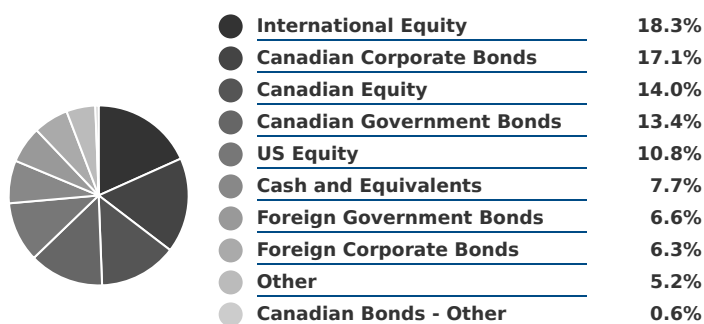 International Equity 18.3%
Canadian Corporate Bonds 17.1%
Canadian Equity 14.0%
Canadian Government Bonds 13.4%
US Equity 10.8%
Cash and Equivalents 7.7%
Foreign Government Bonds 6.6%
Foreign Corporate Bonds 6.3%
Other 5.2%
Canadian Bonds - Other 0.6%